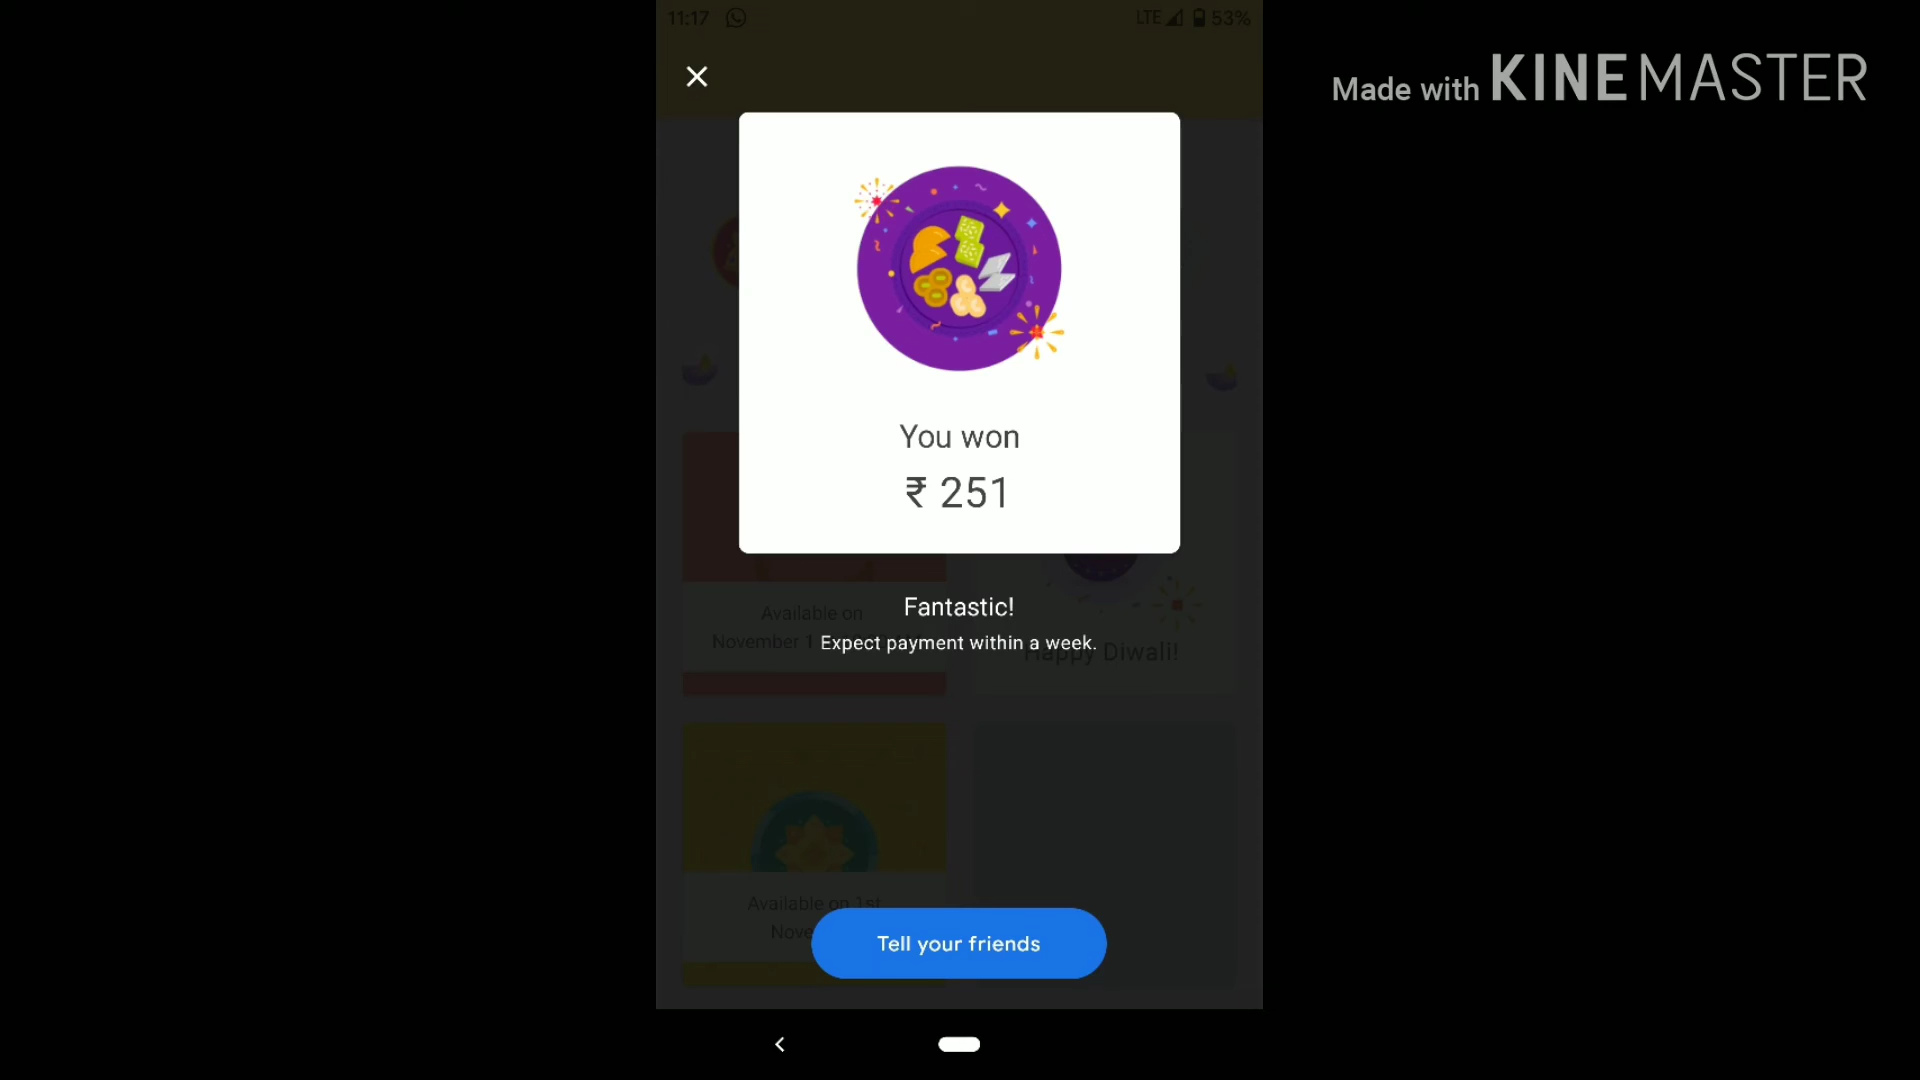 11:17
LTE 53%
Made with KINEMASTER
You won
₹ 251
Fantastic!
Expect payment within a week.
Available on
November 1
Happy Diwali!
Available on 1st
Nove
Tell your friends